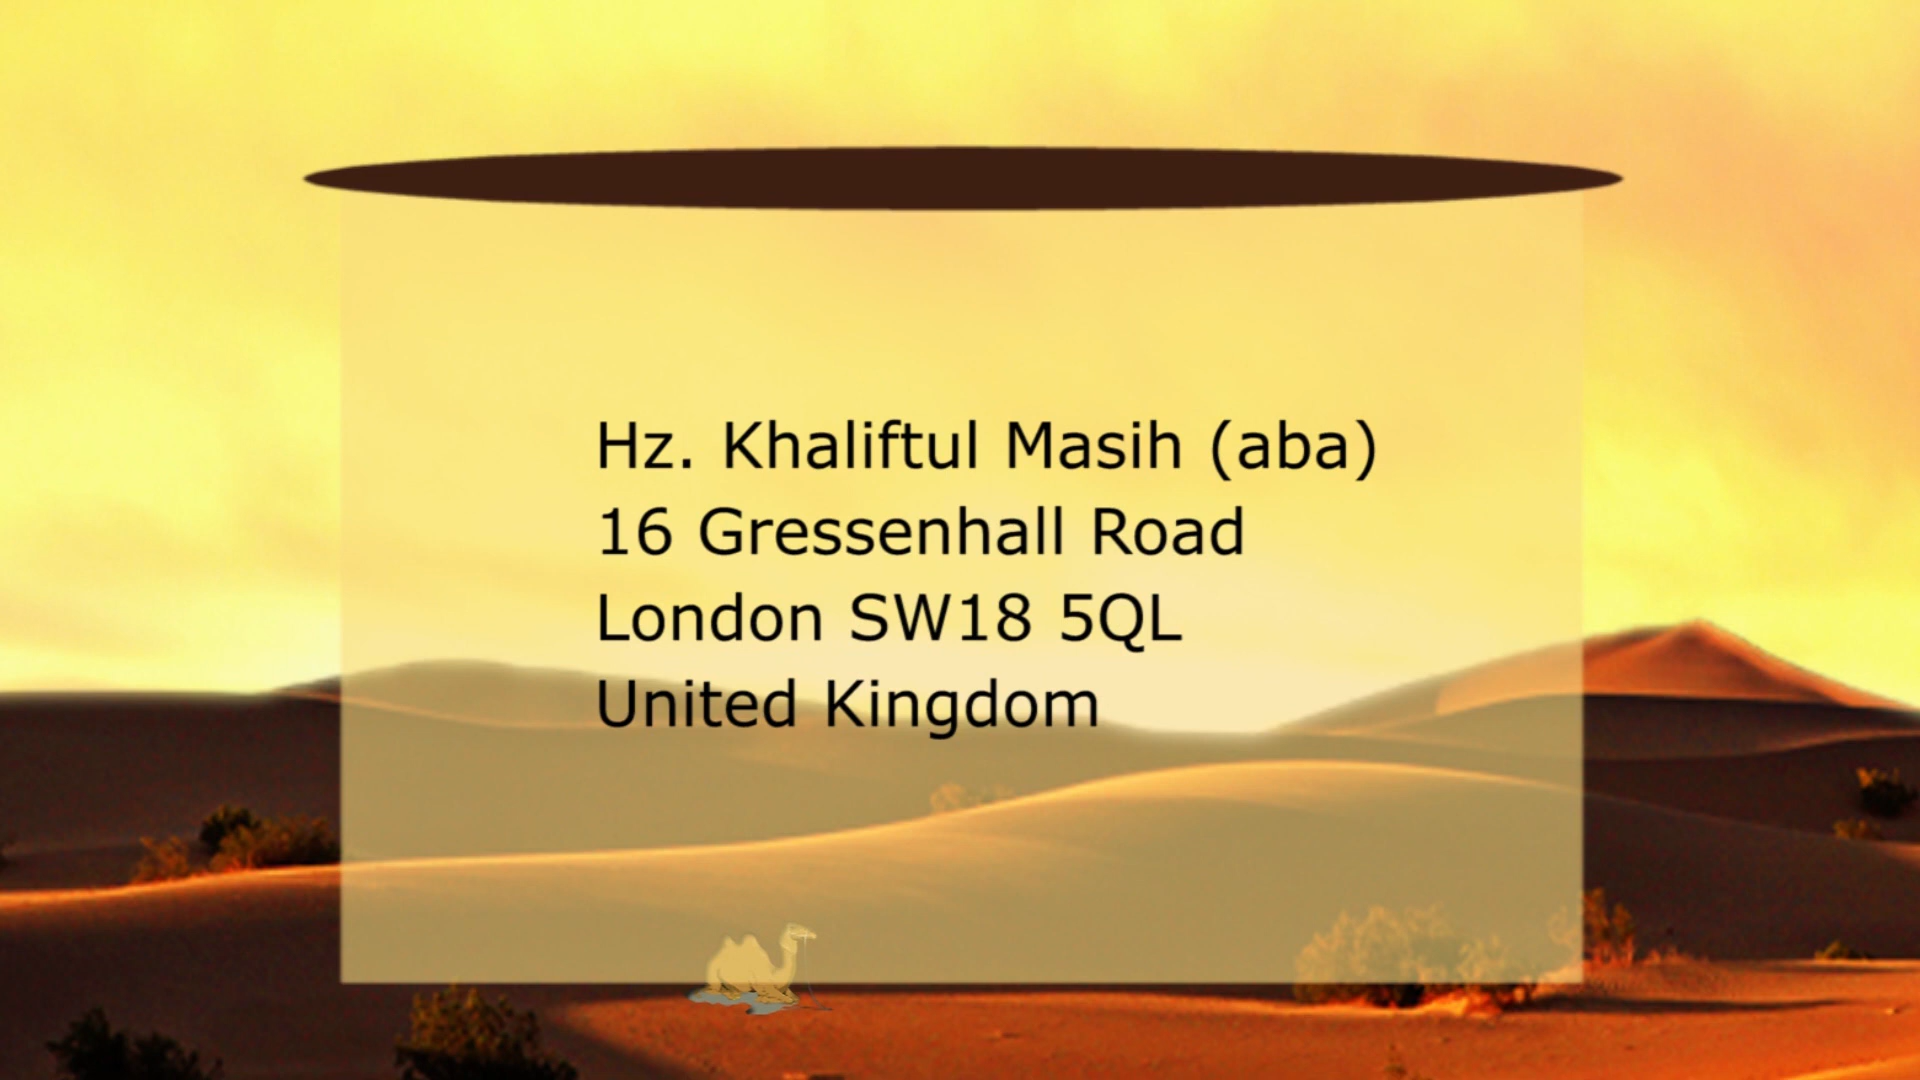 Hz. Khaliftul Masih (aba)
16 Gressenhall Road
London SW18 5QL
United Kingdom